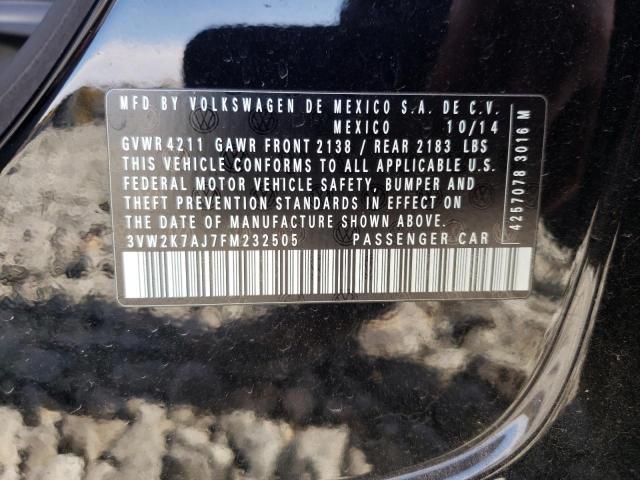 MFD BY VOLKSWAGEN DE MEXICO S.A. DE C.V.
MEXICO 10/14
GVWR 4211 GAWR FRONT 2138 / REAR 2183 LBS
THIS VEHICLE CONFORMS TO ALL APPLICABLE U.S.
FEDERAL MOTOR VEHICLE SAFETY, BUMPER AND
THEFT PREVENTION STANDARDS IN EFFECT ON
THE DATE OF MANUFACTURE SHOWN ABOVE.
3VW2K7AJ7FM232505 PASSENGER CAR
4257078 3016 M